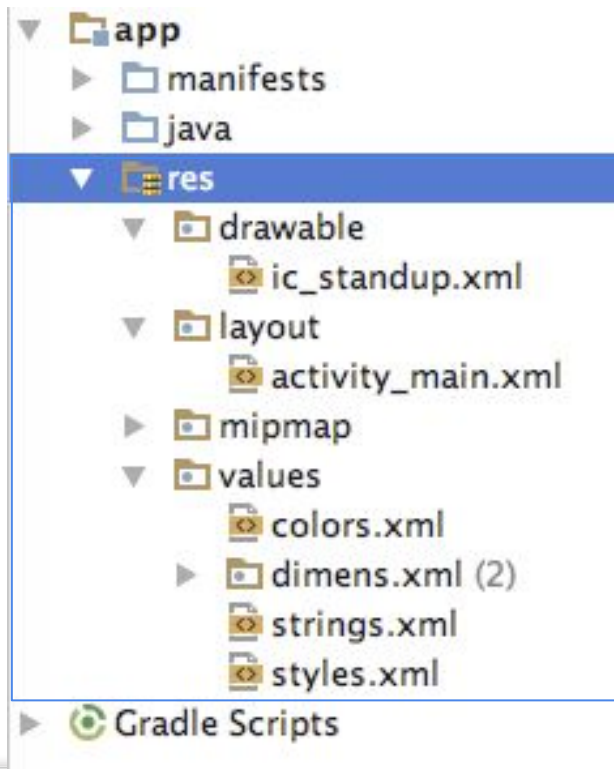 app
manifests
java
res
drawable
ic_standup.xml
layout
activity_main.xml
mipmap
values
colors.xml
dimens.xml (2)
strings.xml
styles.xml
Gradle Scripts